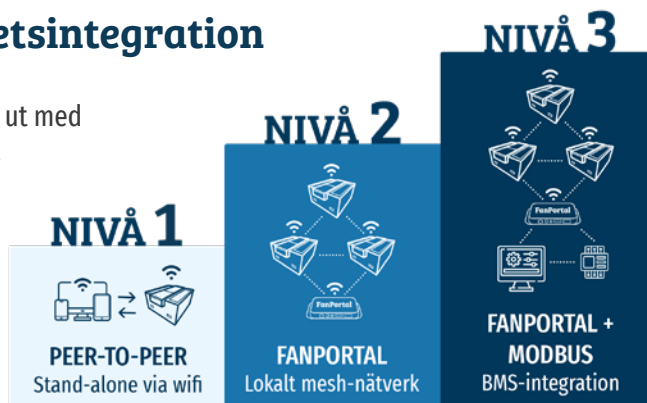 etsintegration
ut med
NIVÅ 1
PEER-TO-PEER
Stand-alone via wifi
NIVÅ 2
FanPortal
FANPORTAL
Lokalt mesh-nätverk
NIVÅ 3
FanPortal
FANPORTAL +
MODBUS
BMS-integration